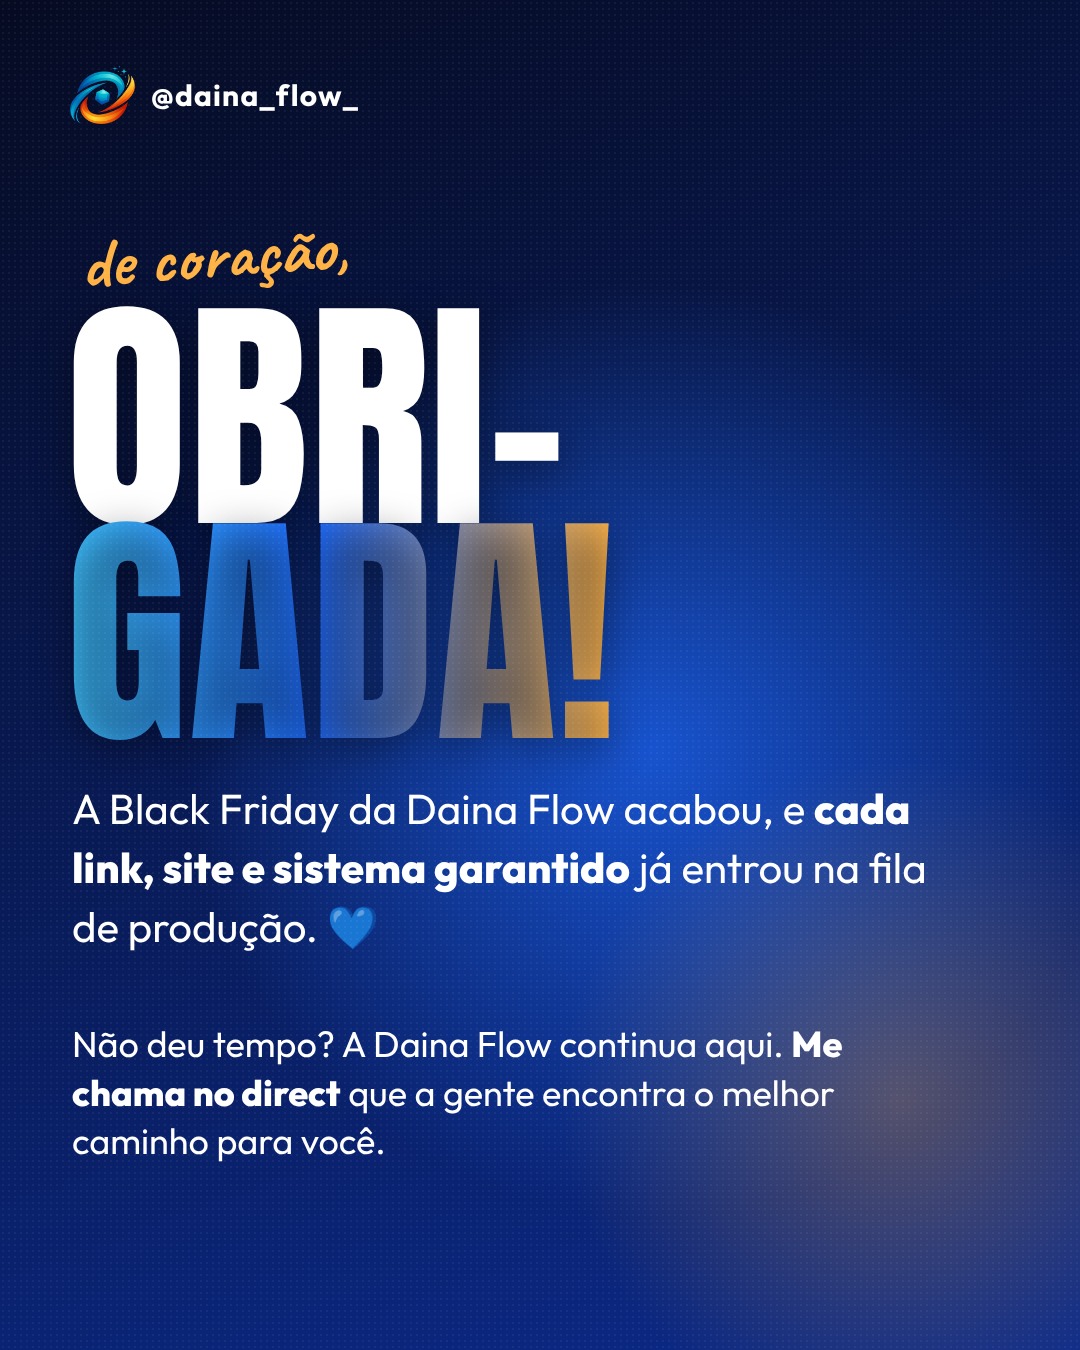 @daina_flow_
de coração,
OBRI-
GADA!
A Black Friday da Daina Flow acabou, e cada
link, site e sistema garantido já entrou na fila
de produção. 💙
Não deu tempo? A Daina Flow continua aqui. Me
chama no direct que a gente encontra o melhor
caminho para você.